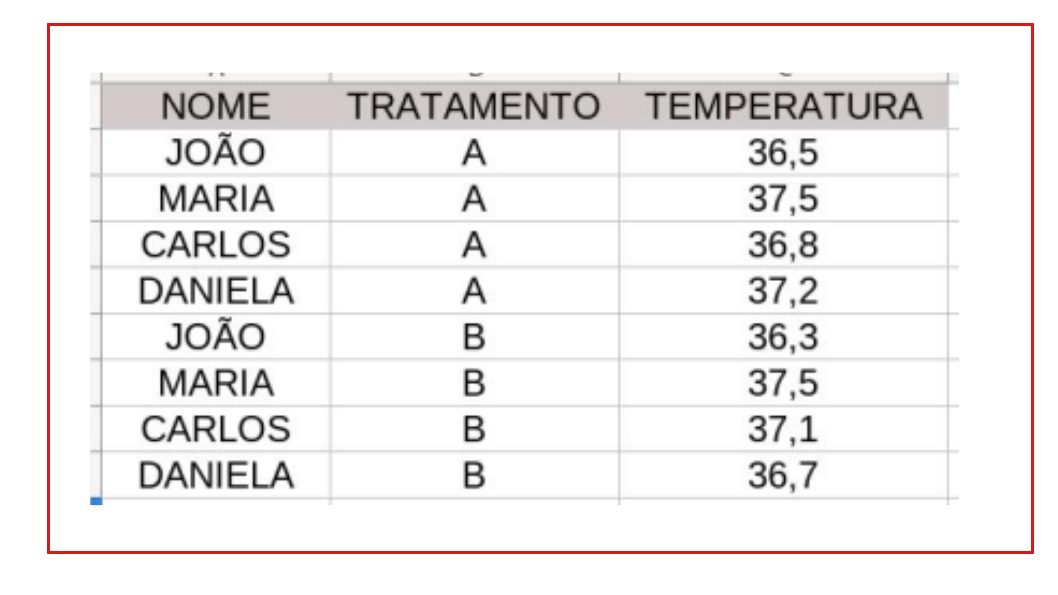 NOME TRATAMENTO TEMPERATURA
JOÃO A 36,5
MARIA A 37,5
CARLOS A 36,8
DANIELA A 37,2
JOÃO B 36,3
MARIA B 37,5
CARLOS B 37,1
DANIELA B 36,7